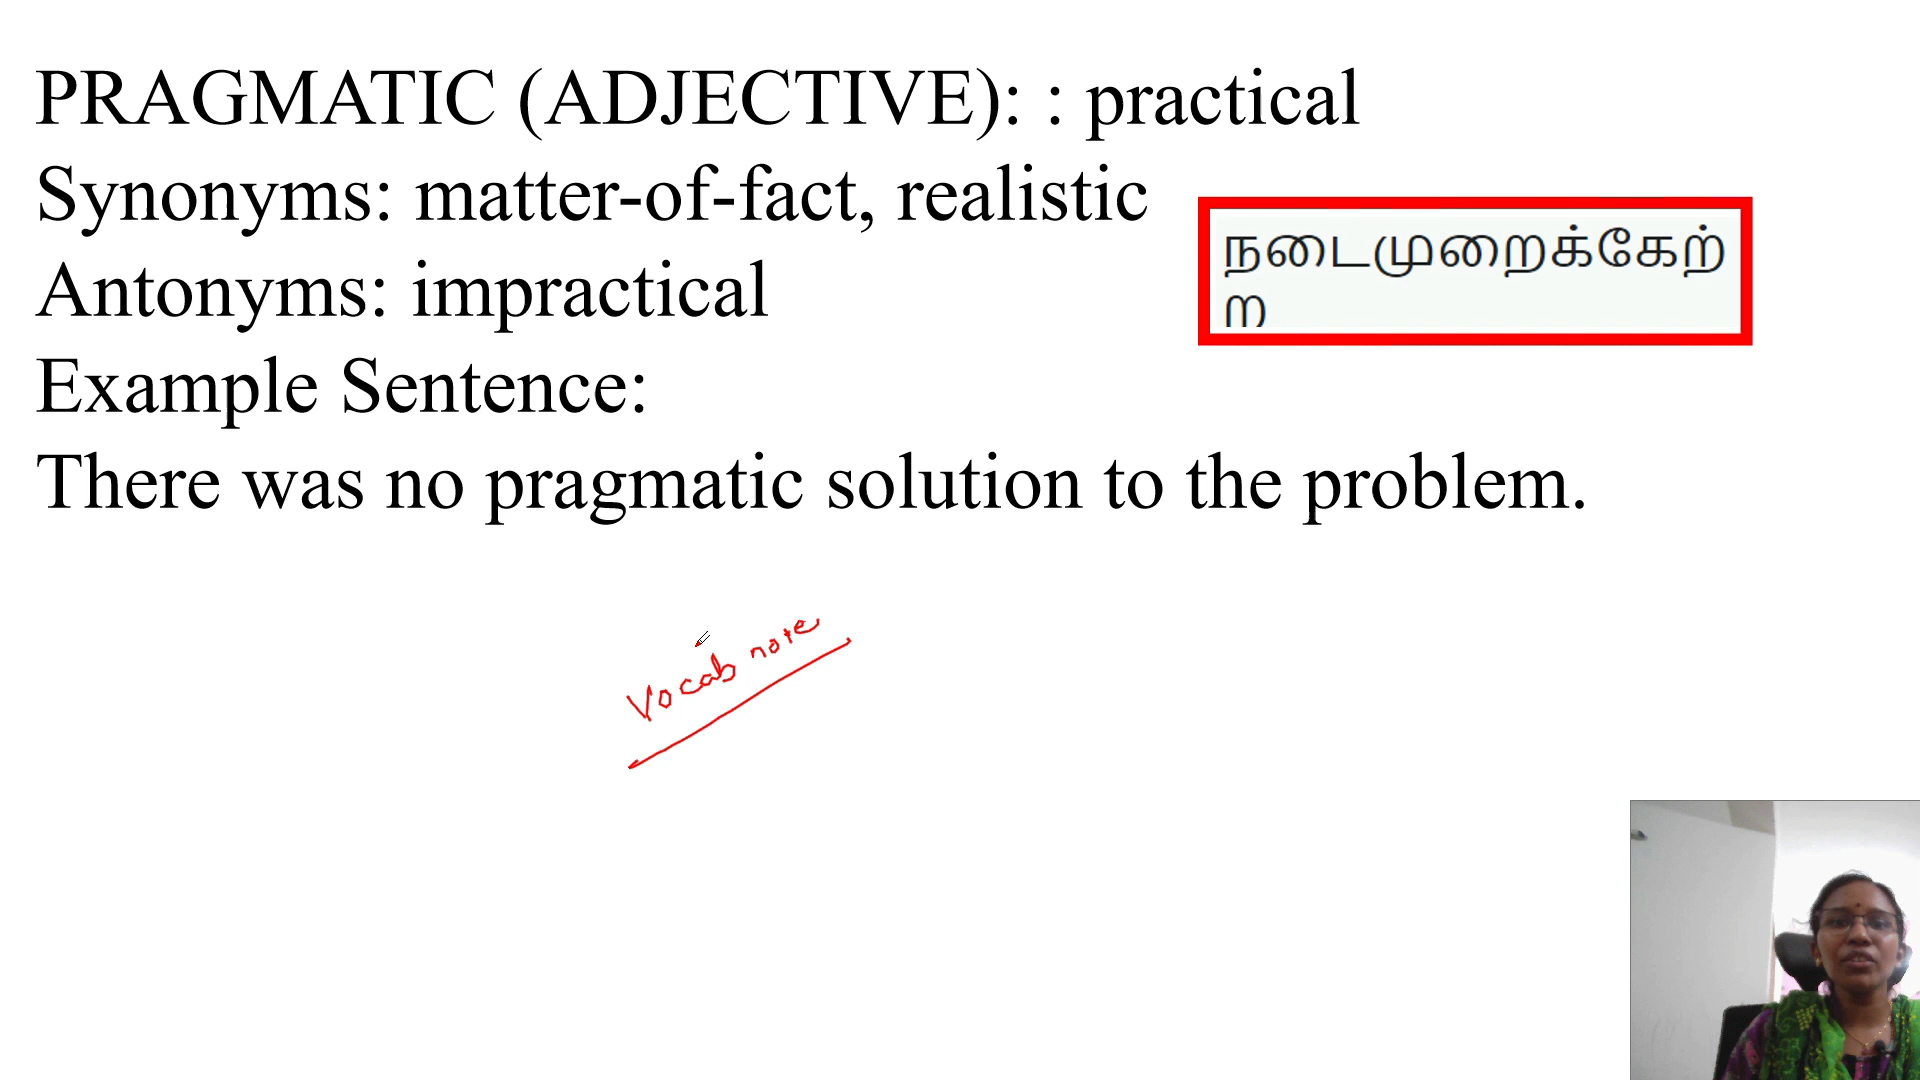 PRAGMATIC (ADJECTIVE): : practical
Synonyms: matter-of-fact, realistic
நடைமுறைக்கேற்
ற
Antonyms: impractical
Example Sentence:
There was no pragmatic solution to the problem.
Vocab note